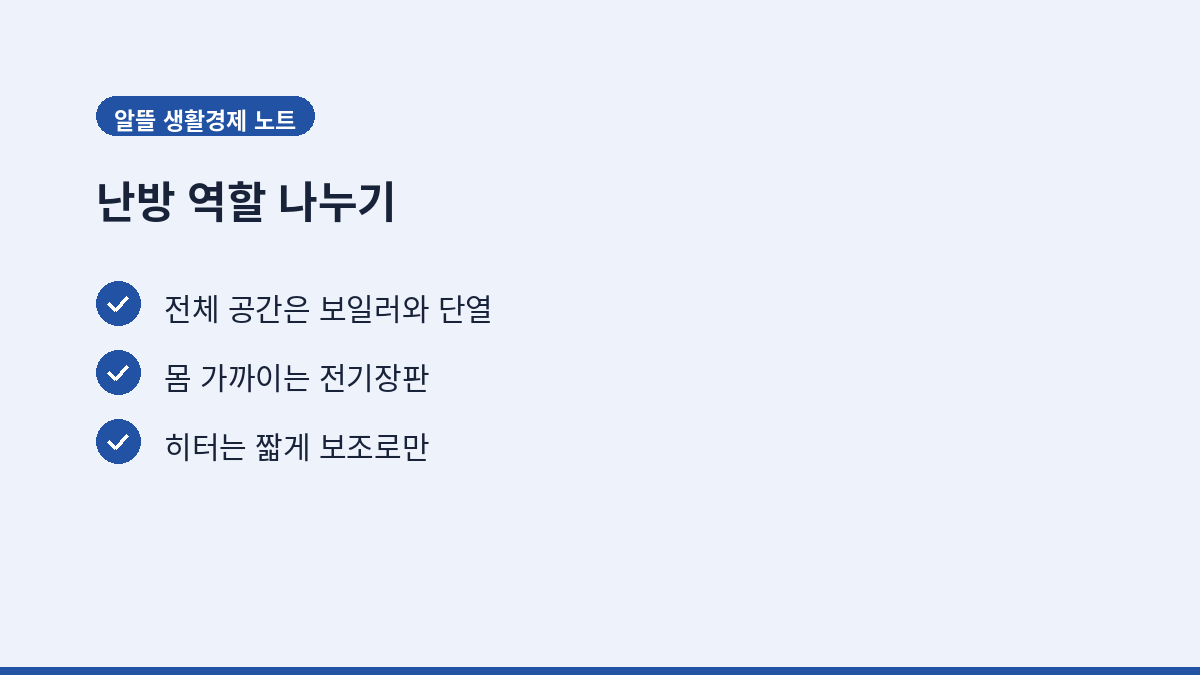 알뜰 생활경제 노트
난방 역할 나누기
전체 공간은 보일러와 단열
몸 가까이는 전기장판
히터는 짧게 보조로만